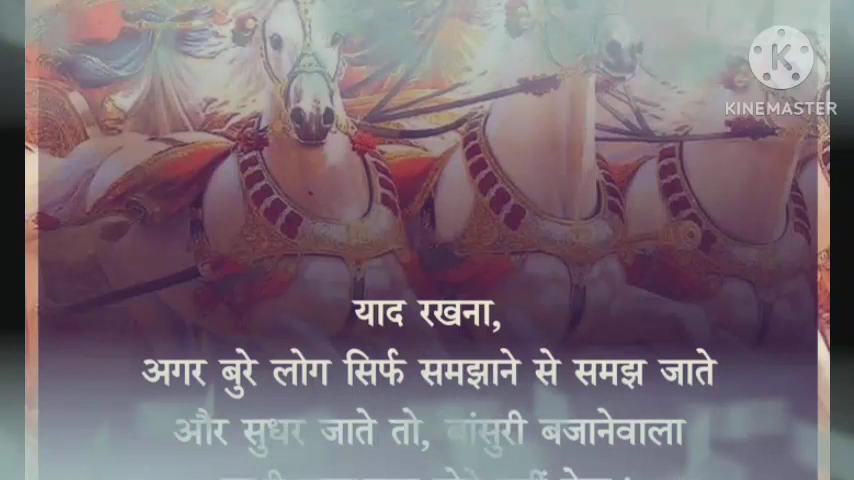 KINEMASTER
याद रखना,
अगर बुरे लोग सिर्फ समझाने से समझ जाते
और सुधर जाते तो, बांसुरी बजानेवाला